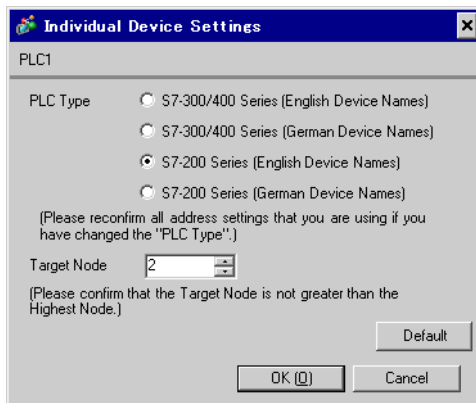 Individual Device Settings
PLC1
PLC Type
S7-300/400 Series (English Device Names)
S7-300/400 Series (German Device Names)
S7-200 Series (English Device Names)
S7-200 Series (German Device Names)
(Please reconfirm all address settings that you are using if you
have changed the "PLC Type".)
Target Node 2
(Please confirm that the Target Node is not greater than the
Highest Node.)
Default
OK (O) Cancel